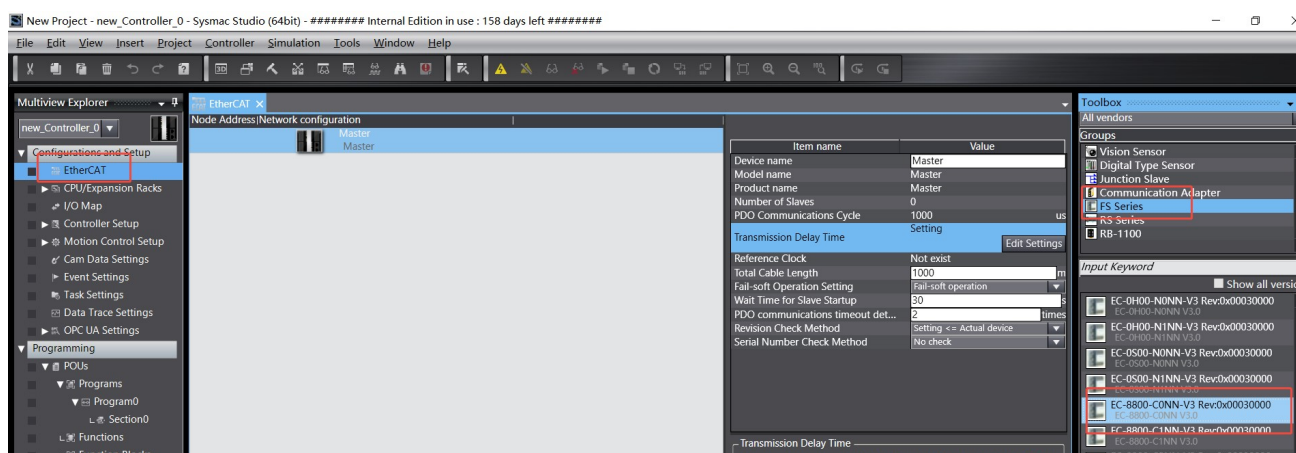 New Project - new_Controller_0 - Sysmac Studio (64bit) - ######## Internal Edition in use : 158 days left ########
File Edit View Insert Project Controller Simulation Tools Window Help
Multiview Explorer
new_Controller_0
Configurations and Setup
EtherCAT
CPU/Expansion Racks
I/O Map
Controller Setup
Motion Control Setup
Cam Data Settings
Event Settings
Task Settings
Data Trace Settings
OPC UA Settings
Programming
POUs
Programs
Program0
Section0
Functions
EtherCAT
Node Address|Network configuration
Master
Master
Item name Value
Device name Master
Model name Master
Product name Master
Number of Slaves 0
PDO Communications Cycle 1000 us
Transmission Delay Time Setting
Edit Settings
Reference Clock Not exist
Total Cable Length 1000 m
Fail-soft Operation Setting Fail-soft operation
Wait Time for Slave Startup 30 s
PDO communications timeout det... 2 times
Revision Check Method Setting <= Actual device
Serial Number Check Method No check
Transmission Delay Time
Toolbox
All vendors
Groups
Vision Sensor
Digital Type Sensor
Junction Slave
Communication Adapter
FS Series
RS Series
RB-1100
Input Keyword
Show all versio
EC-0H00-N0NN-V3 Rev:0x00030000
EC-0H00-N0NN V3.0
EC-0H00-N1NN-V3 Rev:0x00030000
EC-0H00-N1NN V3.0
EC-0S00-N0NN-V3 Rev:0x00030000
EC-0S00-N0NN V3.0
EC-0S00-N1NN-V3 Rev:0x00030000
EC-0S00-N1NN V3.0
EC-8800-C0NN-V3 Rev:0x00030000
EC-8800-C0NN V3.0
EC-8800-C1NN-V3 Rev:0x00030000
EC-8800-C1NN V3.0